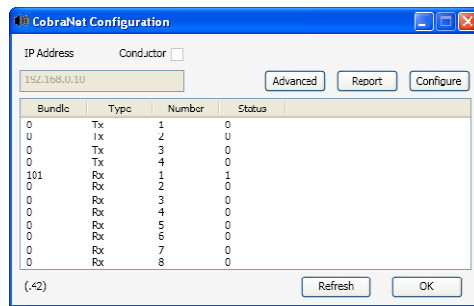 CobraNet Configuration
IP Address Conductor
192.168.0.10 Advanced Report Configure
Bundle Type Number Status
0 Tx 1 0
0 Tx 2 0
0 Tx 3 0
0 Tx 4 0
101 Rx 1 1
0 Rx 2 0
0 Rx 3 0
0 Rx 4 0
0 Rx 5 0
0 Rx 6 0
0 Rx 7 0
0 Rx 8 0
(.42) Refresh OK